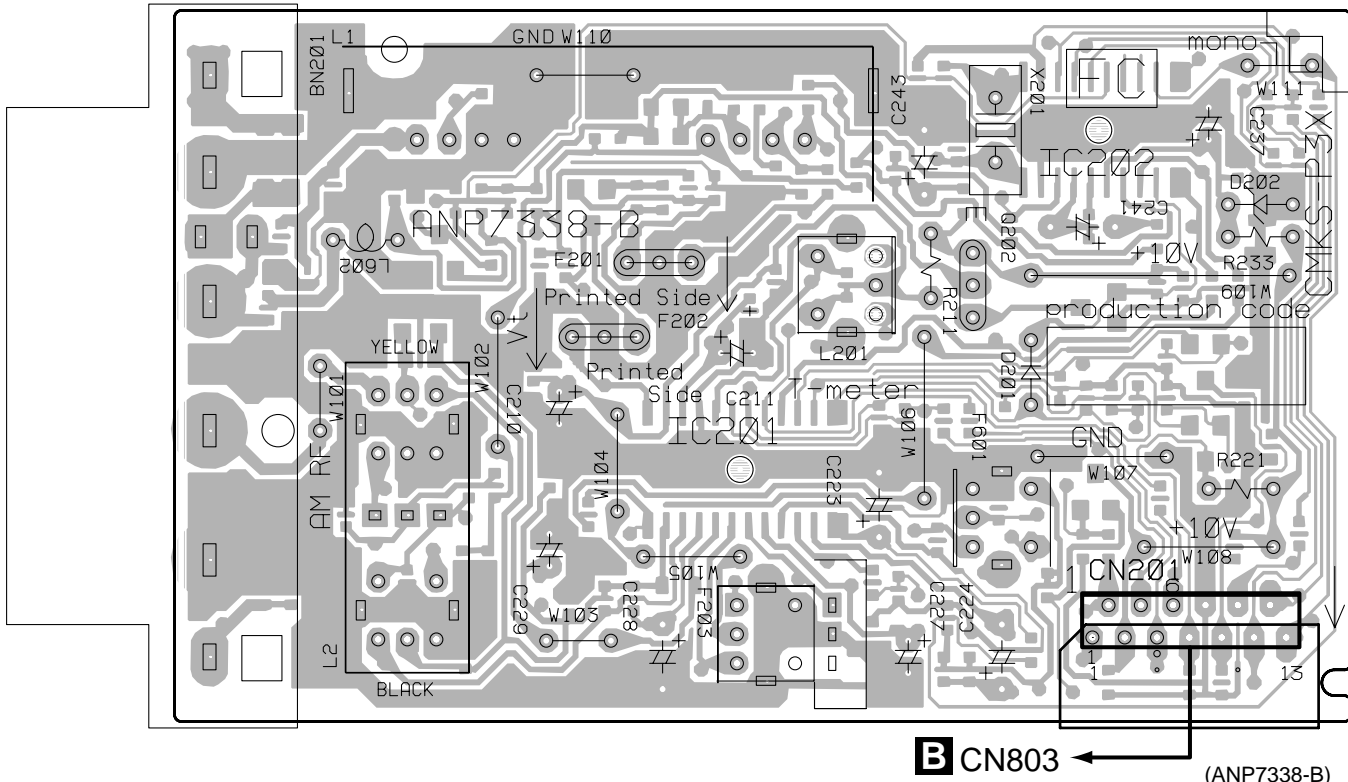 L1
BN201
GND W110
C243
X201
FC
mono
W111
C237
CMKS-P3X
IC202
D202
ANP7338-B
L602
F201
E
Q202
C241
+10V
R233
W109
Printed Side
F202
Vt
R211
production code
YELLOW
W102
Printed
Side
L201
D201
T-meter
C211
W101
C210
IC201
W106
F601
GND
AM RF
W104
C223
W107
R221
+10V
W108
W105
CN201
1
6
C229
W103
C228
F203
C227
C224
L2
BLACK
1
1
13
B CN803
(ANP7338-B)